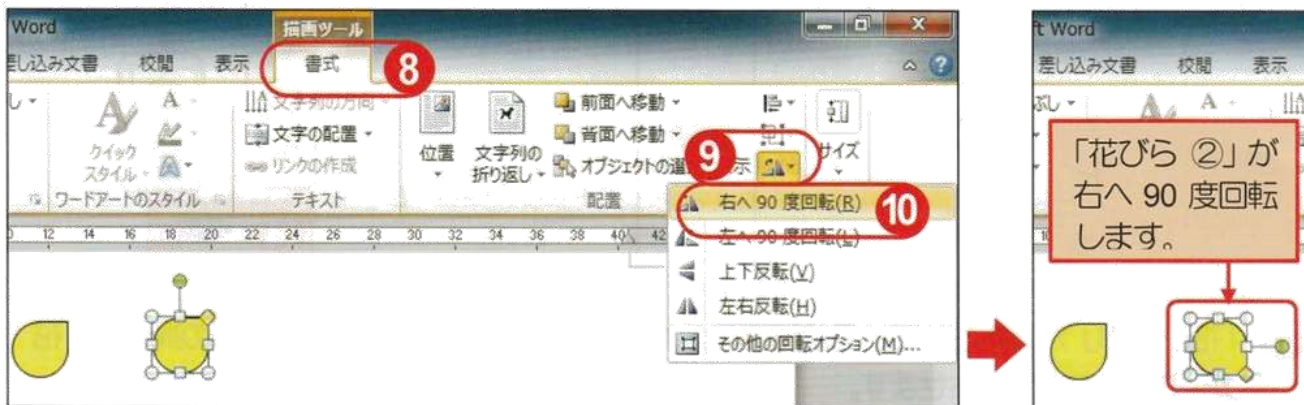 Word
描画ツール
差し込み文書 校閲 表示 書式 8
A A
クイック
スタイル
ワードアートのスタイル
文字列の方向
文字の配置
リンクの作成
テキスト
位置
文字列の
折り返し
前面へ移動
背面へ移動
オブジェクトの選 示
配置
サイズ
9
右へ 90 度回転(R) 10
左へ 90 度回転(L)
上下反転(V)
左右反転(H)
その他の回転オプション(M)...
12 14 16 18 20 22 24 26 28 30 32 34 36 38 40 42
ft Word
差し込み文書 校閲 表示
A A
「花びら ②」が
右へ 90 度回転
します。